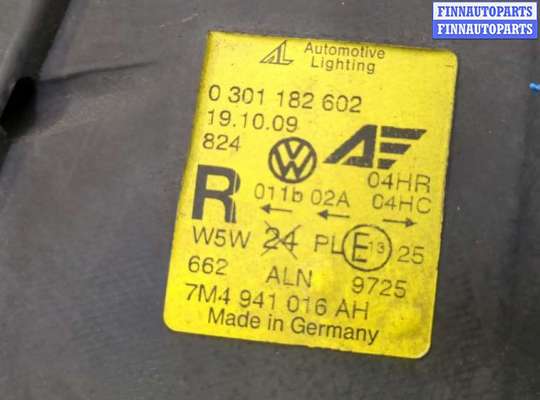 FINNAUTOPARTS
FINNAUTOPARTS
Automotive
Lighting
0 301 182 602
19.10.09
824
04HR
R 011b 02A 04HC
← ← →
W5W 24 PL E 13 25
662 ALN 9725
7M4 941 016 AH
Made in Germany